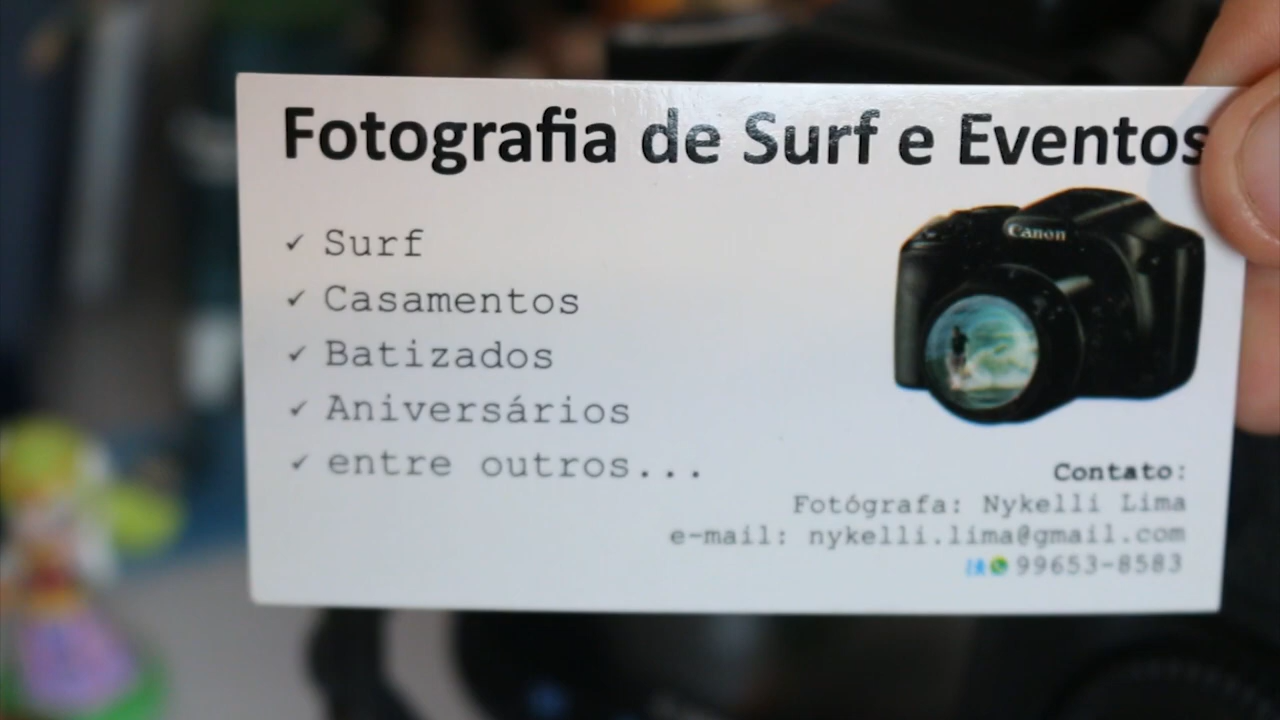 Fotografia de Surf e Eventos
✓ Surf
✓ Casamentos
✓ Batizados
✓ Aniversários
✓ entre outros...
Canon
Contato:
Fotógrafa: Nykelli Lima
e-mail: nykelli.lima@gmail.com
99653-8583